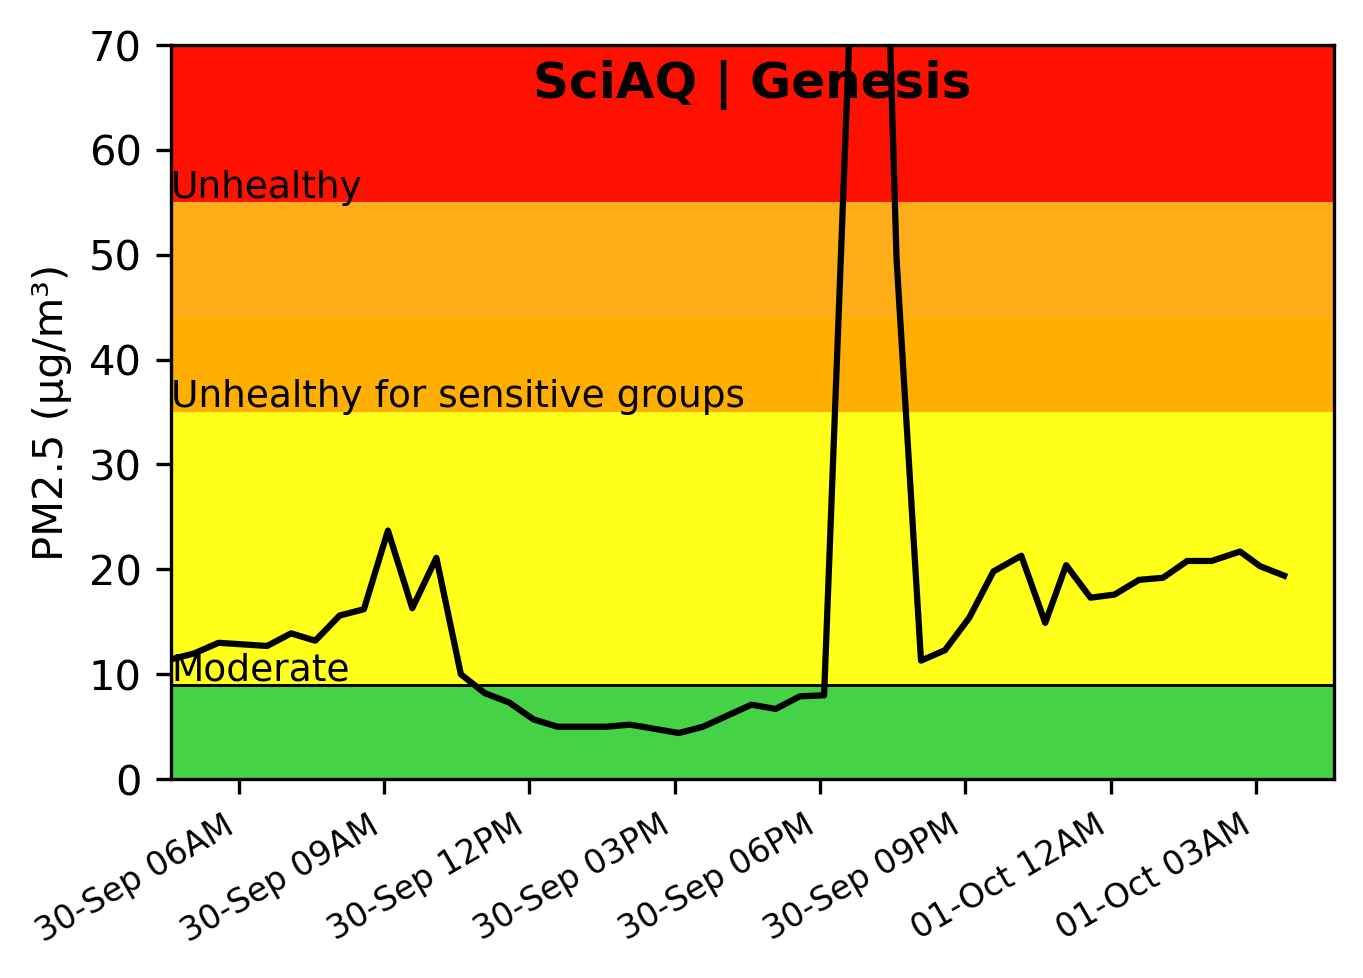 SciAQ | Genesis
PM2.5 (µg/m³)
70
60
50
40
30
20
10
0
Unhealthy
Unhealthy for sensitive groups
Moderate
30-Sep 06AM
30-Sep 09AM
30-Sep 12PM
30-Sep 03PM
30-Sep 06PM
30-Sep 09PM
01-Oct 12AM
01-Oct 03AM